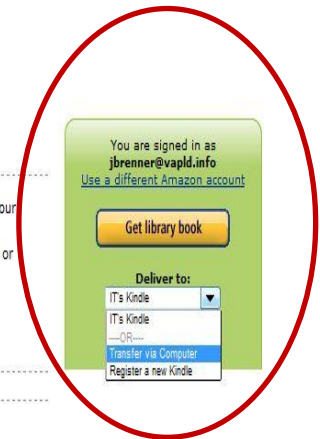 You are signed in as
jbrenner@vapld.info
Use a different Amazon account
our
Get library book
or
Deliver to:
IT's Kindle
IT's Kindle
----OR----
Transfer via Computer
Register a new Kindle